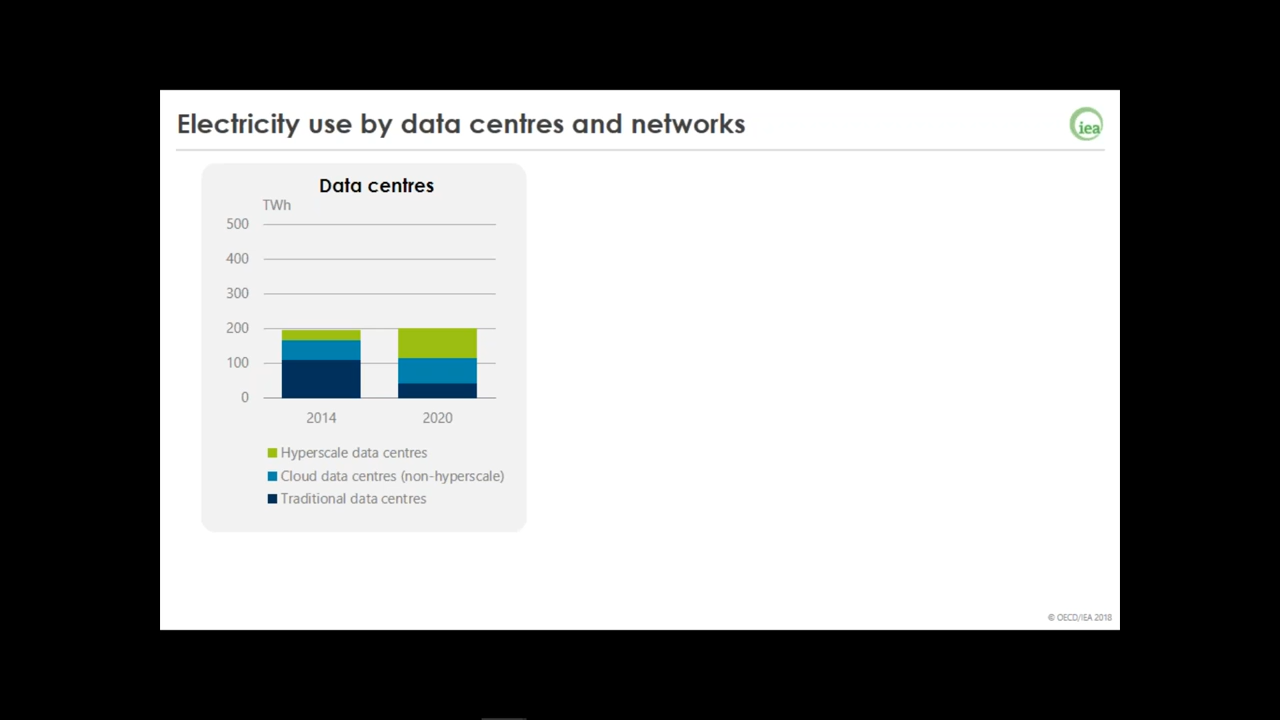 Electricity use by data centres and networks
iea
Data centres
TWh
500
400
300
200
100
0
2014 2020
Hyperscale data centres
Cloud data centres (non-hyperscale)
Traditional data centres
© OECD/IEA 2018